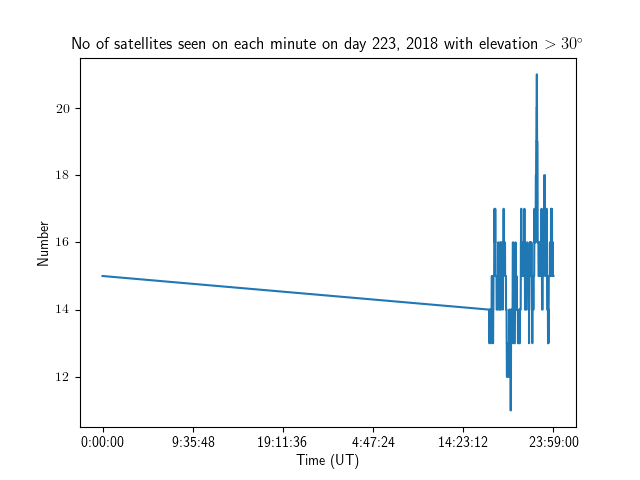 No of satellites seen on each minute on day 223, 2018 with elevation > 30°
20
18
16
14
12
Number
0:00:00 9:35:48 19:11:36 4:47:24 14:23:12 23:59:00
Time (UT)